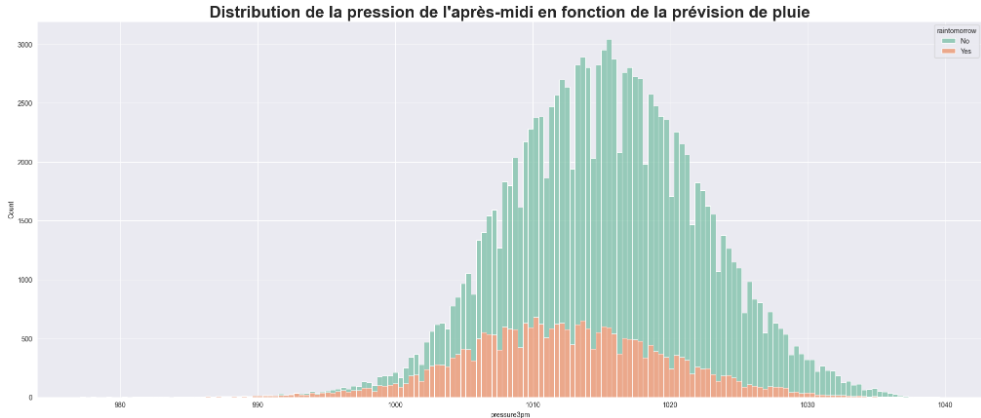 Distribution de la pression de l'après-midi en fonction de la prévision de pluie
raintomorrow
No
Yes
3000
2500
2000
1500
1000
500
0
Count
980
990
1000
1010
1020
1030
1040
pressure3pm